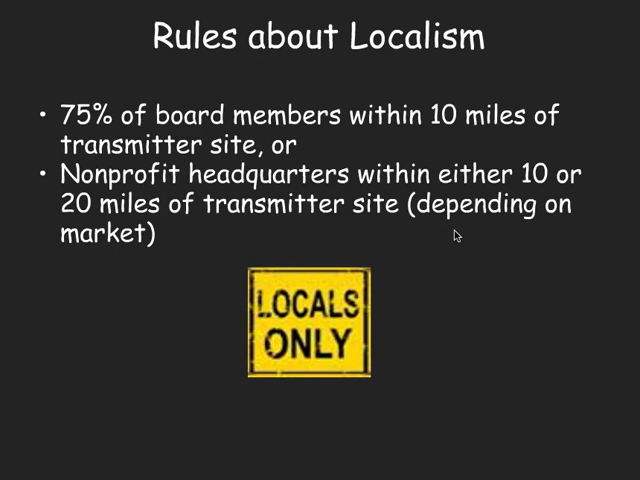 Rules about Localism
• 75% of board members within 10 miles of
transmitter site, or
• Nonprofit headquarters within either 10 or
20 miles of transmitter site (depending on
market)
LOCALS
ONLY